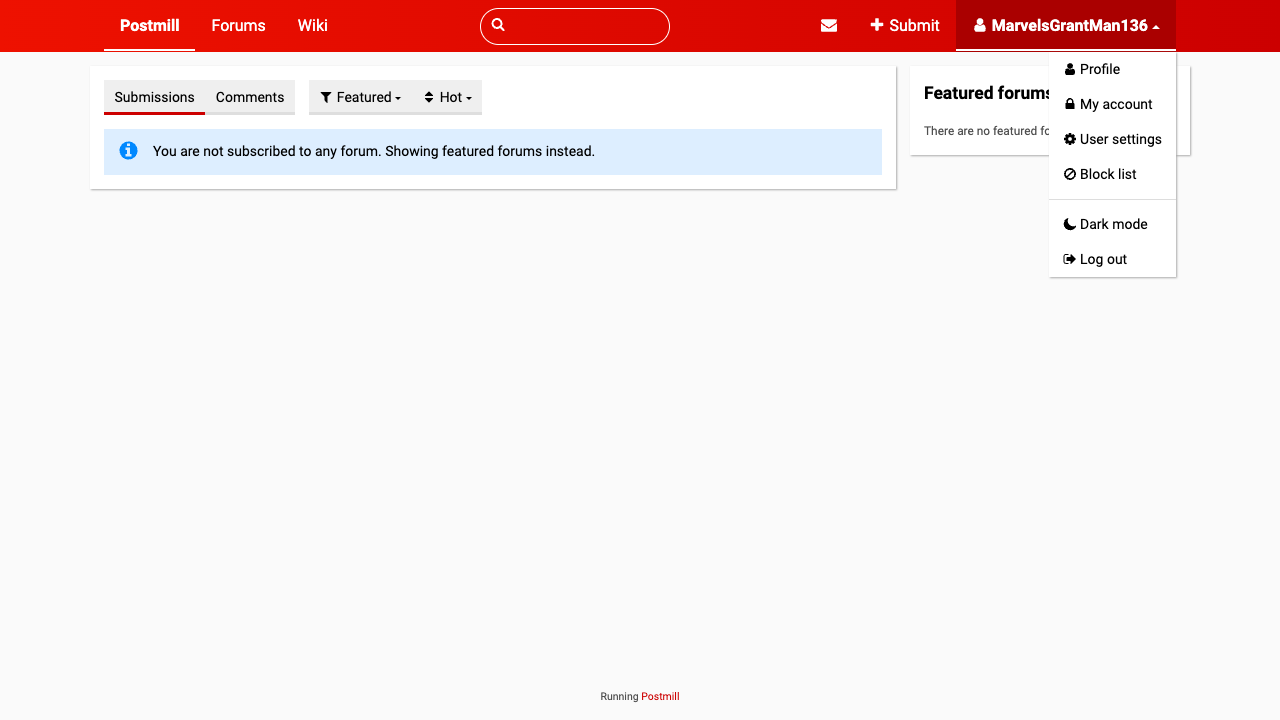 Postmill Forums Wiki Submit MarvelsGrantMan136
Profile
My account
User settings
Block list
Dark mode
Log out
Submissions Comments Featured Hot
You are not subscribed to any forum. Showing featured forums instead.
Featured forums
There are no featured fo
Running Postmill